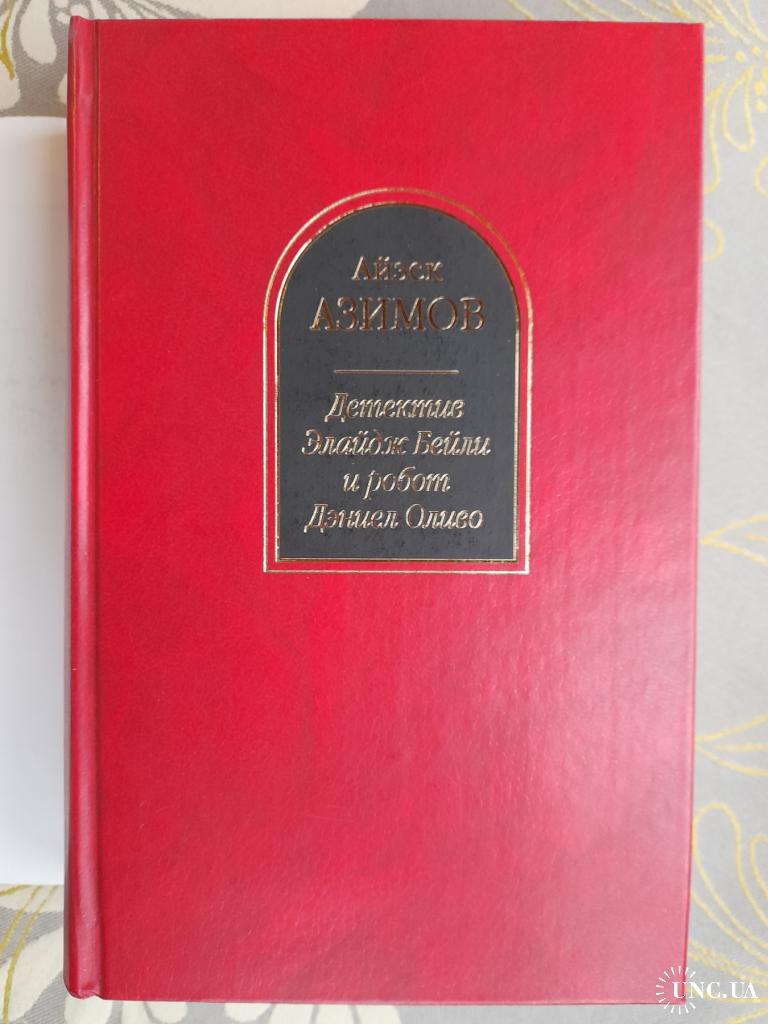 Айзек
АЗИМОВ
Детектив
Элайдж Бейли
и робот
Дэниел Оливо
UNC.UA